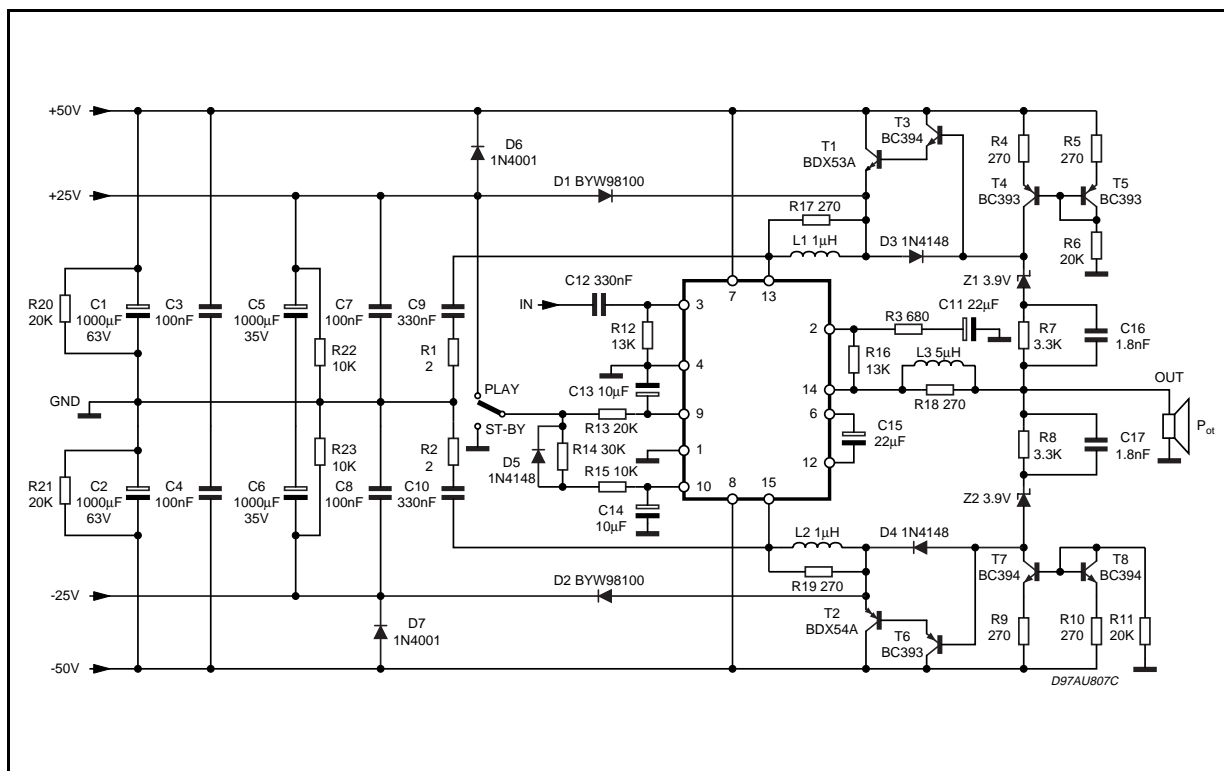 +50V
+25V
GND
-25V
-50V
R20
20K
C1
1000µF
63V
C3
100nF
C5
1000µF
35V
R22
10K
C7
100nF
C9
330nF
R1
2
R21
20K
C2
1000µF
63V
C4
100nF
C6
1000µF
35V
R23
10K
C8
100nF
C10
330nF
R2
2
D6
1N4001
D1 BYW98100
D7
1N4001
D2 BYW98100
PLAY
ST-BY
D5
1N4148
IN
C12 330nF
R12
13K
C13 10µF
R13 20K
R14 30K
R15 10K
C14
10µF
T1
BDX53A
T3
BC394
R17 270
L1 1µH
D3 1N4148
3
4
9
1
10
7
13
2
14
6
12
8
15
R3 680
C11 22µF
R16
13K
L3 5µH
R18 270
C15
22µF
R4
270
R5
270
T4
BC393
T5
BC393
R6
20K
Z1 3.9V
R7
3.3K
C16
1.8nF
OUT
Pot
R8
3.3K
C17
1.8nF
Z2 3.9V
L2 1µH
D4 1N4148
R19 270
T2
BDX54A
T6
BC393
T7
BC394
T8
BC394
R9
270
R10
270
R11
20K
D97AU807C